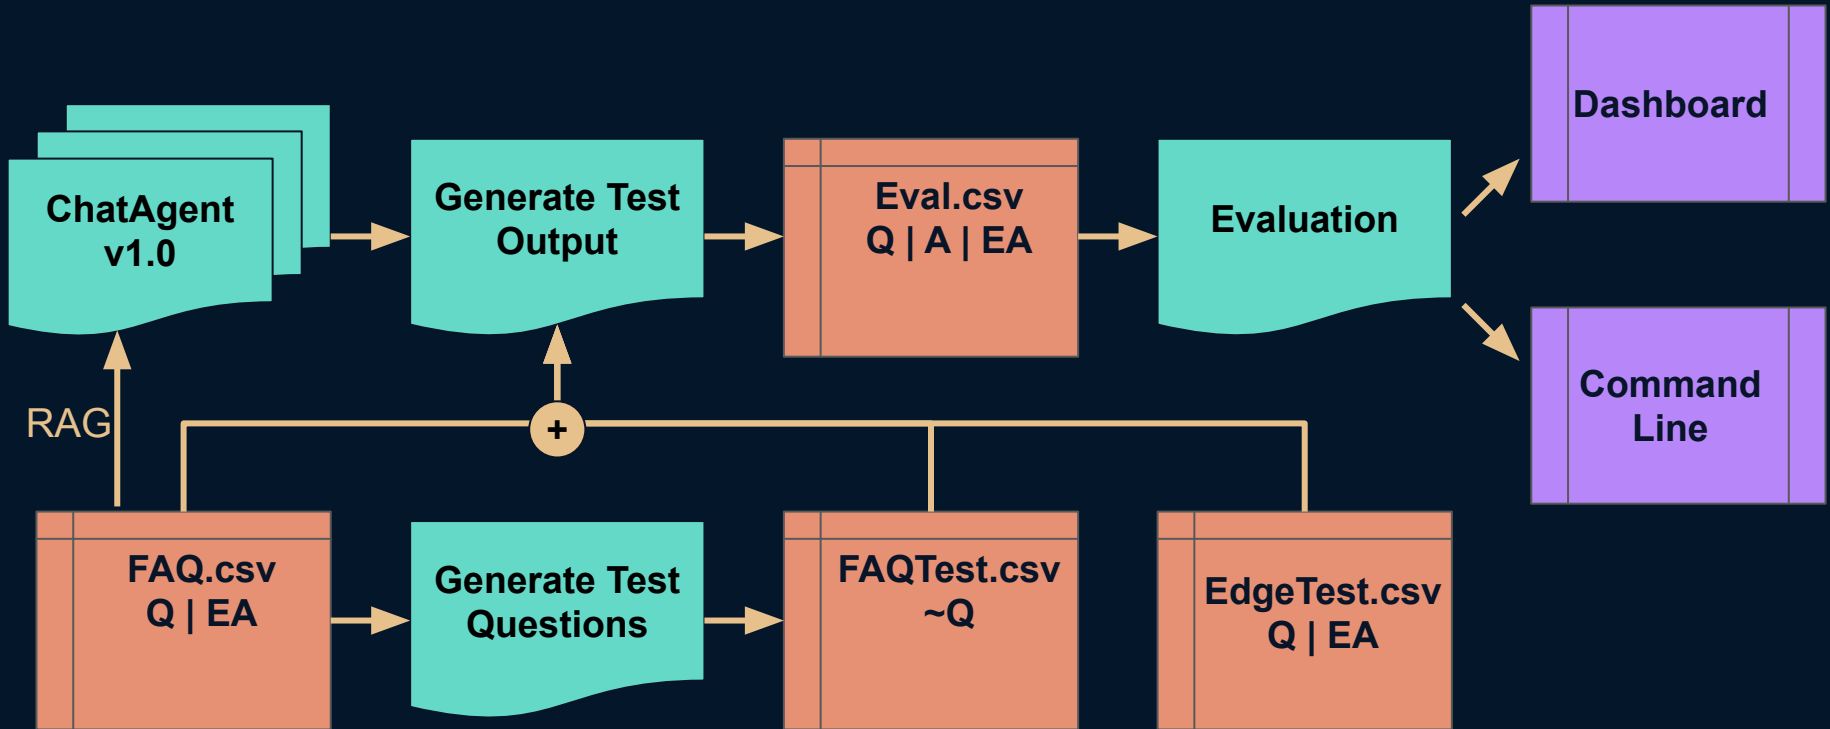 ChatAgent
v1.0
Generate Test
Output
Eval.csv
Q | A | EA
Evaluation
Dashboard
Command
Line
RAG
+
FAQ.csv
Q | EA
Generate Test
Questions
FAQTest.csv
~Q
EdgeTest.csv
Q | EA